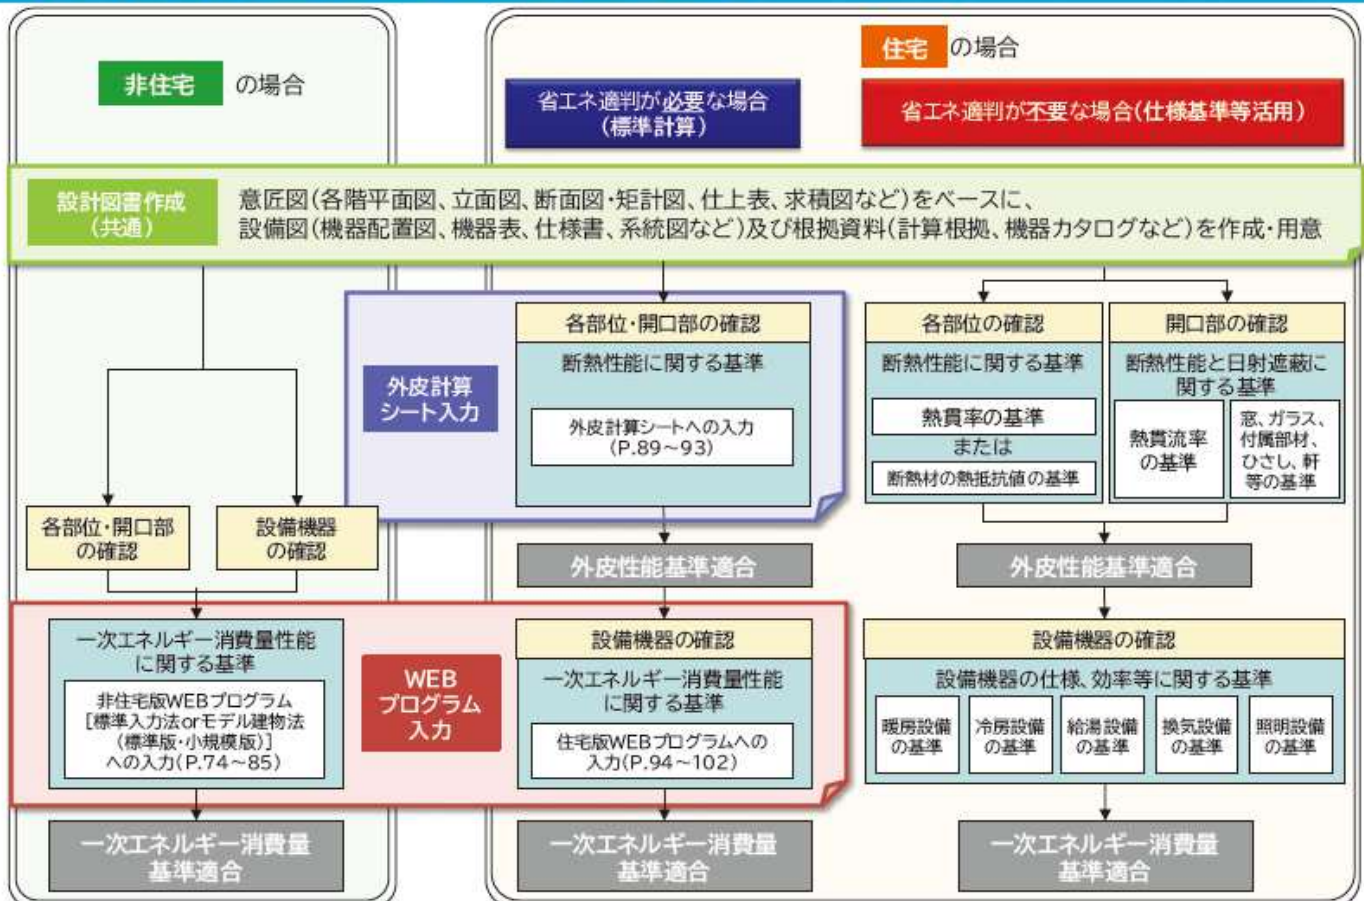 非住宅 の場合
住宅 の場合
省エネ適判が必要な場合
(標準計算)
省エネ適判が不要な場合(仕様基準等活用)
設計図書作成
(共通)
意匠図(各階平面図、立面図、断面図・矩計図、仕上表、求積図など)をベースに、
設備図(機器配置図、機器表、仕様書、系統図など)及び根拠資料(計算根拠、機器カタログなど)を作成・用意
外皮計算
シート入力
各部位・開口部の確認
断熱性能に関する基準
外皮計算シートへの入力
(P.89～93)
各部位の確認
断熱性能に関する基準
熱貫率の基準
または
断熱材の熱抵抗値の基準
開口部の確認
断熱性能と日射遮蔽に
関する基準
熱貫流率
の基準
窓、ガラス、
付属部材、
ひさし、軒
等の基準
各部位・開口部
の確認
設備機器
の確認
外皮性能基準適合
外皮性能基準適合
一次エネルギー消費量性能
に関する基準
非住宅版WEBプログラム
[標準入力法orモデル建物法
(標準版・小規模版)]
への入力(P.74～85)
WEB
プログラム
入力
設備機器の確認
一次エネルギー消費量性能
に関する基準
住宅版WEBプログラムへの
入力(P.94～102)
設備機器の確認
設備機器の仕様、効率等に関する基準
暖房設備
の基準
冷房設備
の基準
給湯設備
の基準
換気設備
の基準
照明設備
の基準
一次エネルギー消費量
基準適合
一次エネルギー消費量
基準適合
一次エネルギー消費量
基準適合